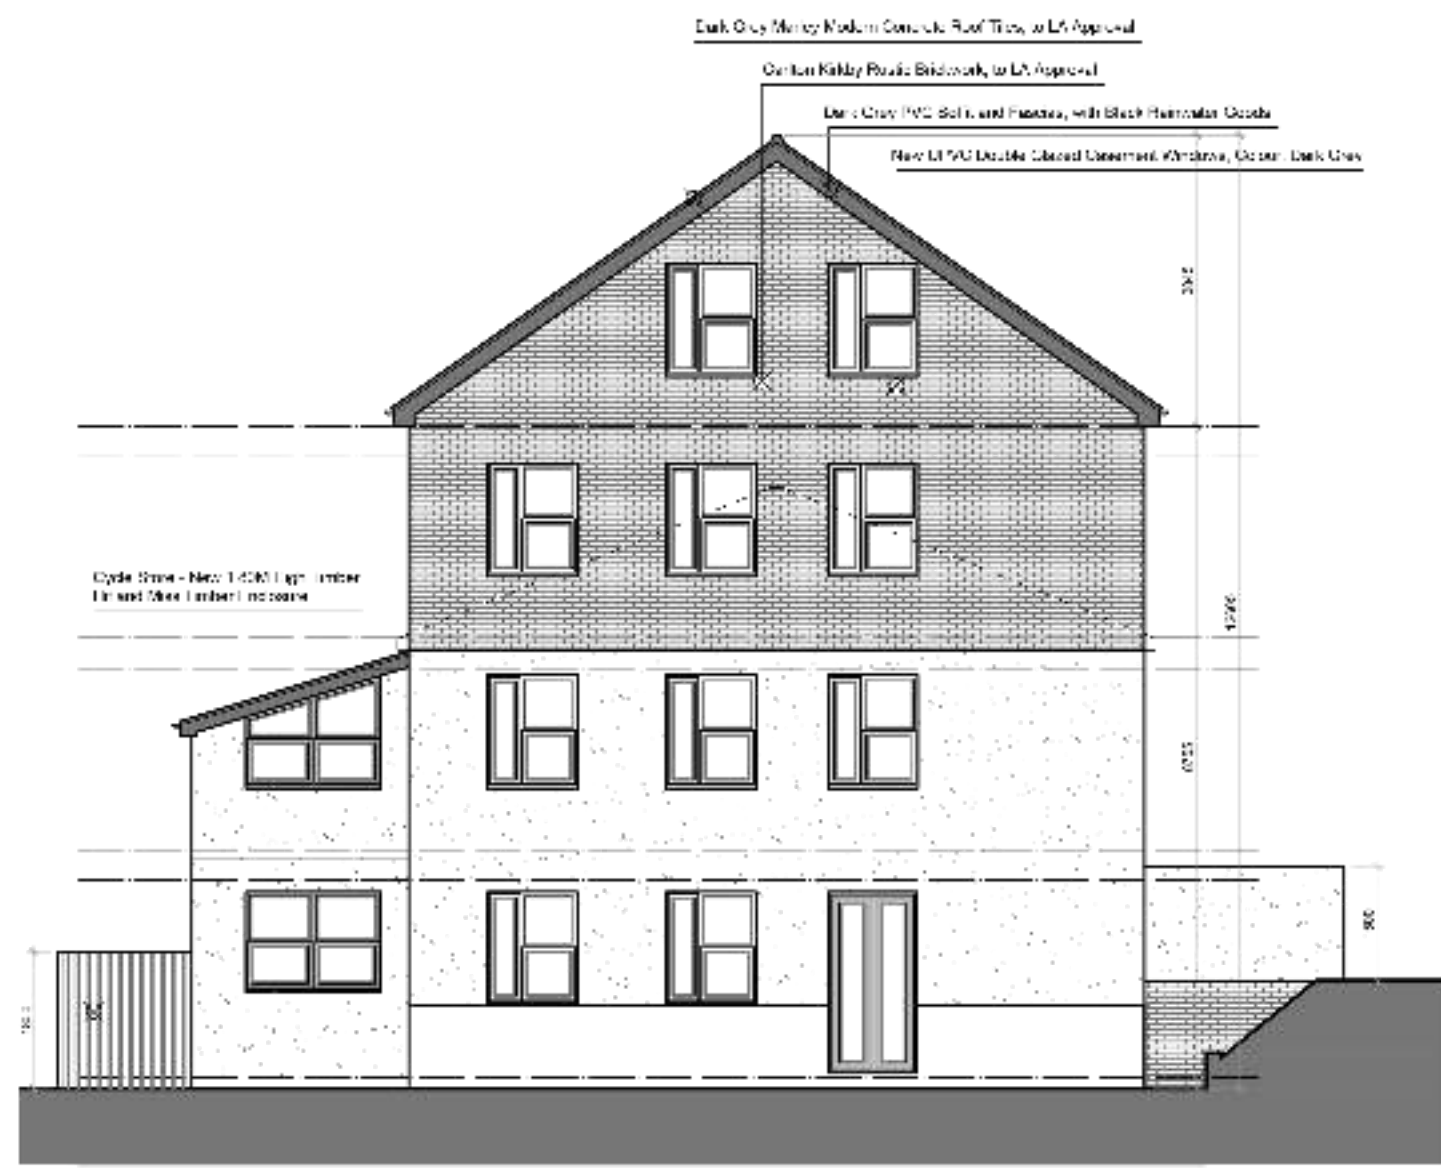 Dark Grey Marley Modern Concrete Roof Tiles, to LA Approval
Carlton Kirkby Rustic Brickwork, to LA Approval
Dark Grey PVC Soffit and Fascias, with Black Rainwater Goods
New UPVC Double Glazed Casement Windows, Colour: Dark Grey
Cycle Store - New High Timber
Hit and Miss Timber Enclosure